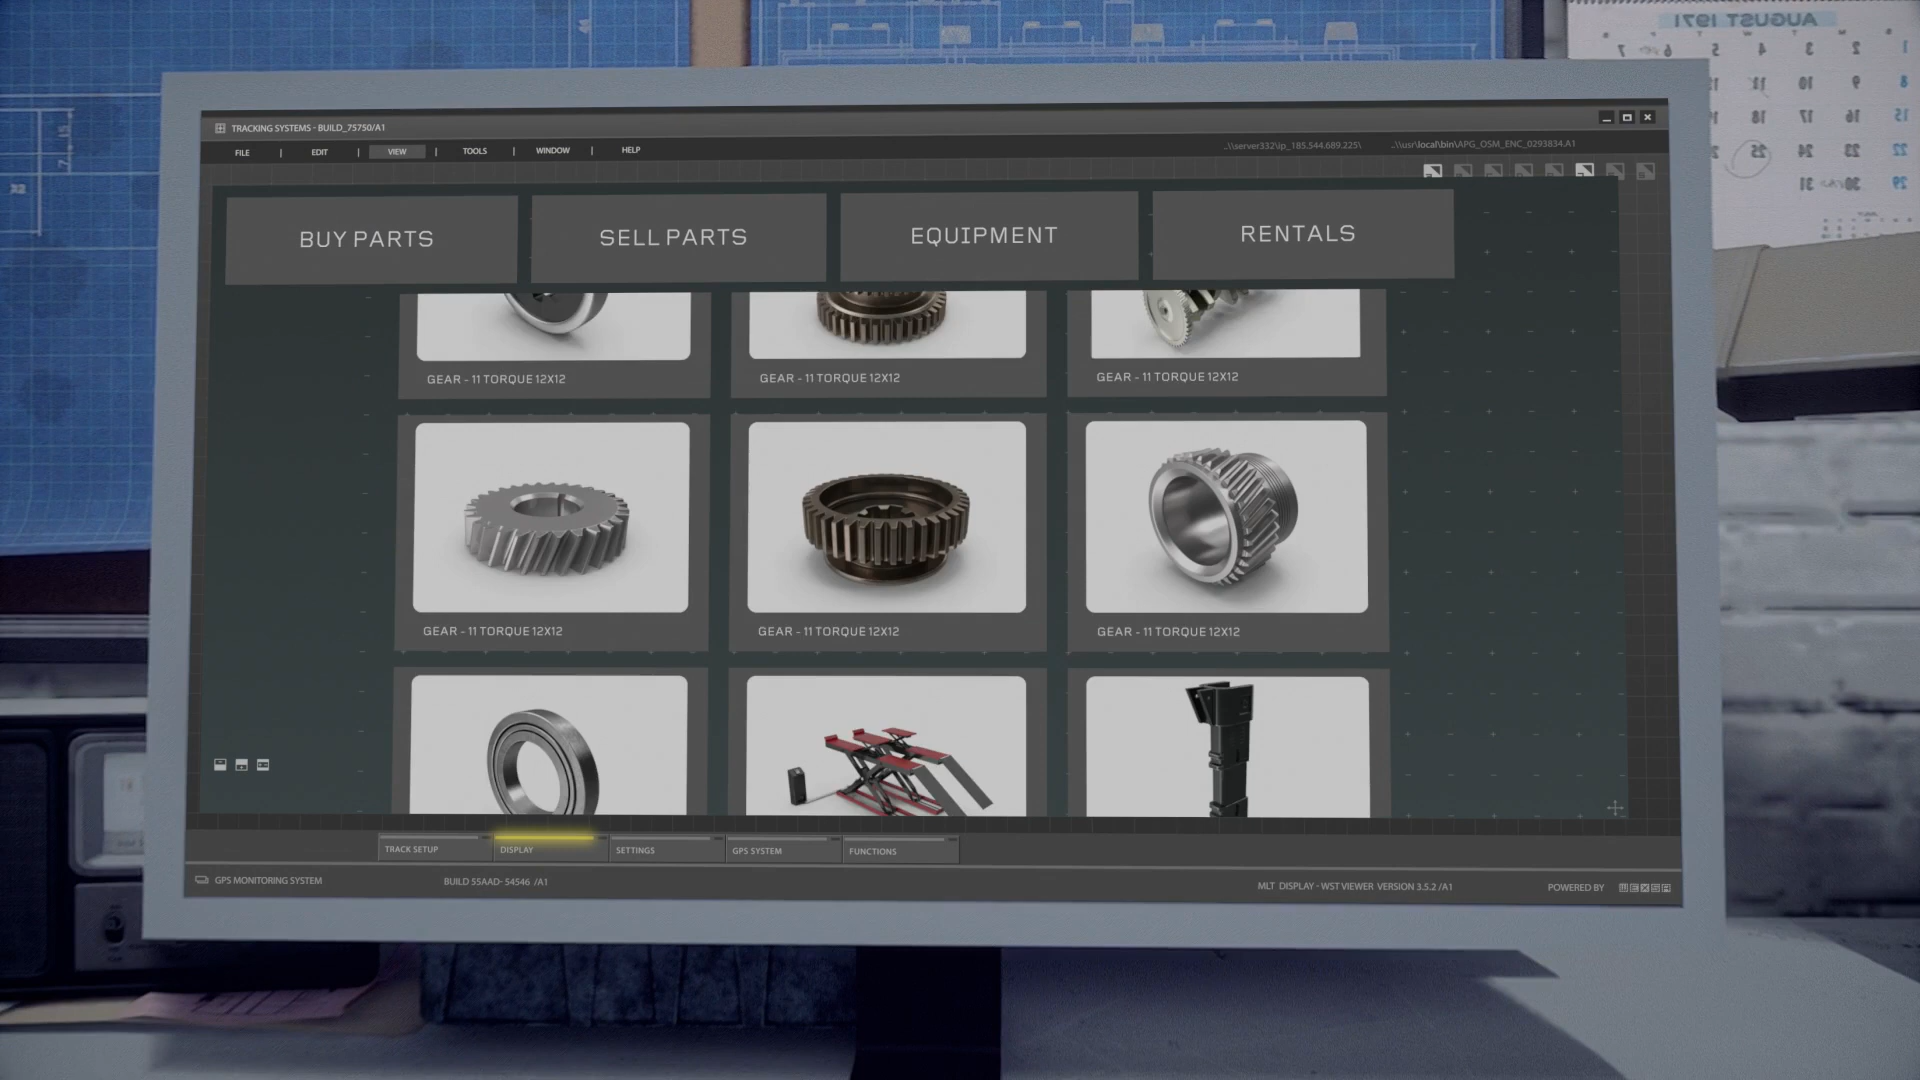 AUGUST 1971
TRACKING SYSTEMS - BUILD_75750/A1
FILE | EDIT | VIEW | TOOLS | WINDOW | HELP
..\\server332\ip_185.544.689.225\
..\\usr\local\bin\APG_OSM_ENC_0293834.A1
BUY PARTS
SELL PARTS
EQUIPMENT
RENTALS
GEAR - 11 TORQUE 12X12
GEAR - 11 TORQUE 12X12
GEAR - 11 TORQUE 12X12
GEAR - 11 TORQUE 12X12
GEAR - 11 TORQUE 12X12
GEAR - 11 TORQUE 12X12
TRACK SETUP
DISPLAY
SETTINGS
GPS SYSTEM
FUNCTIONS
GPS MONITORING SYSTEM
BUILD 55AAD- 54546 /A1
MLT DISPLAY - WST VIEWER VERSION 3.5.2 /A1
POWERED BY